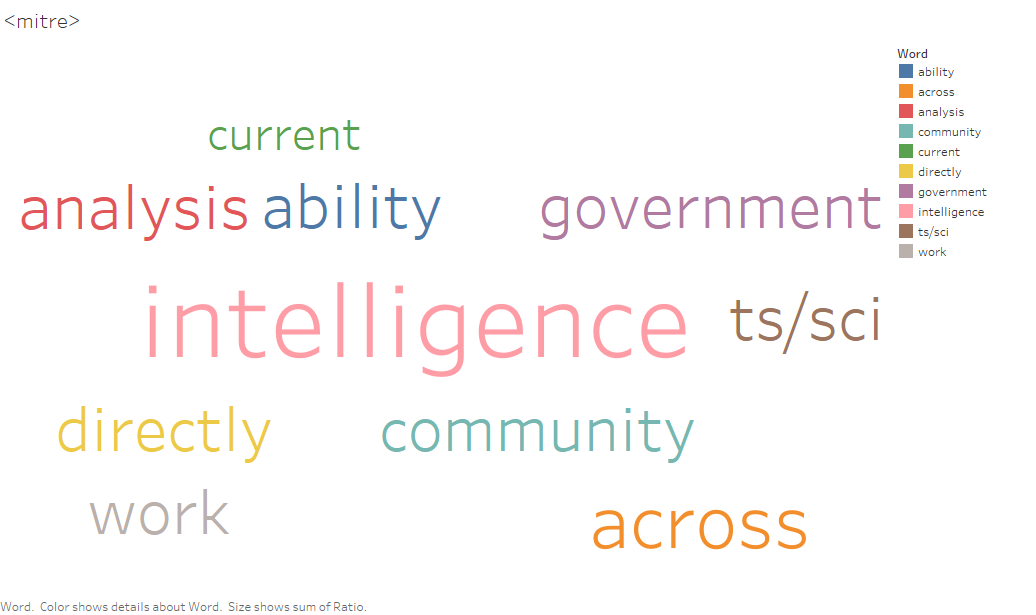 <mitre>
current
analysis ability government
intelligence ts/sci
directly community
work across
Word
ability
across
analysis
community
current
directly
government
intelligence
ts/sci
work
Word. Color shows details about Word. Size shows sum of Ratio.